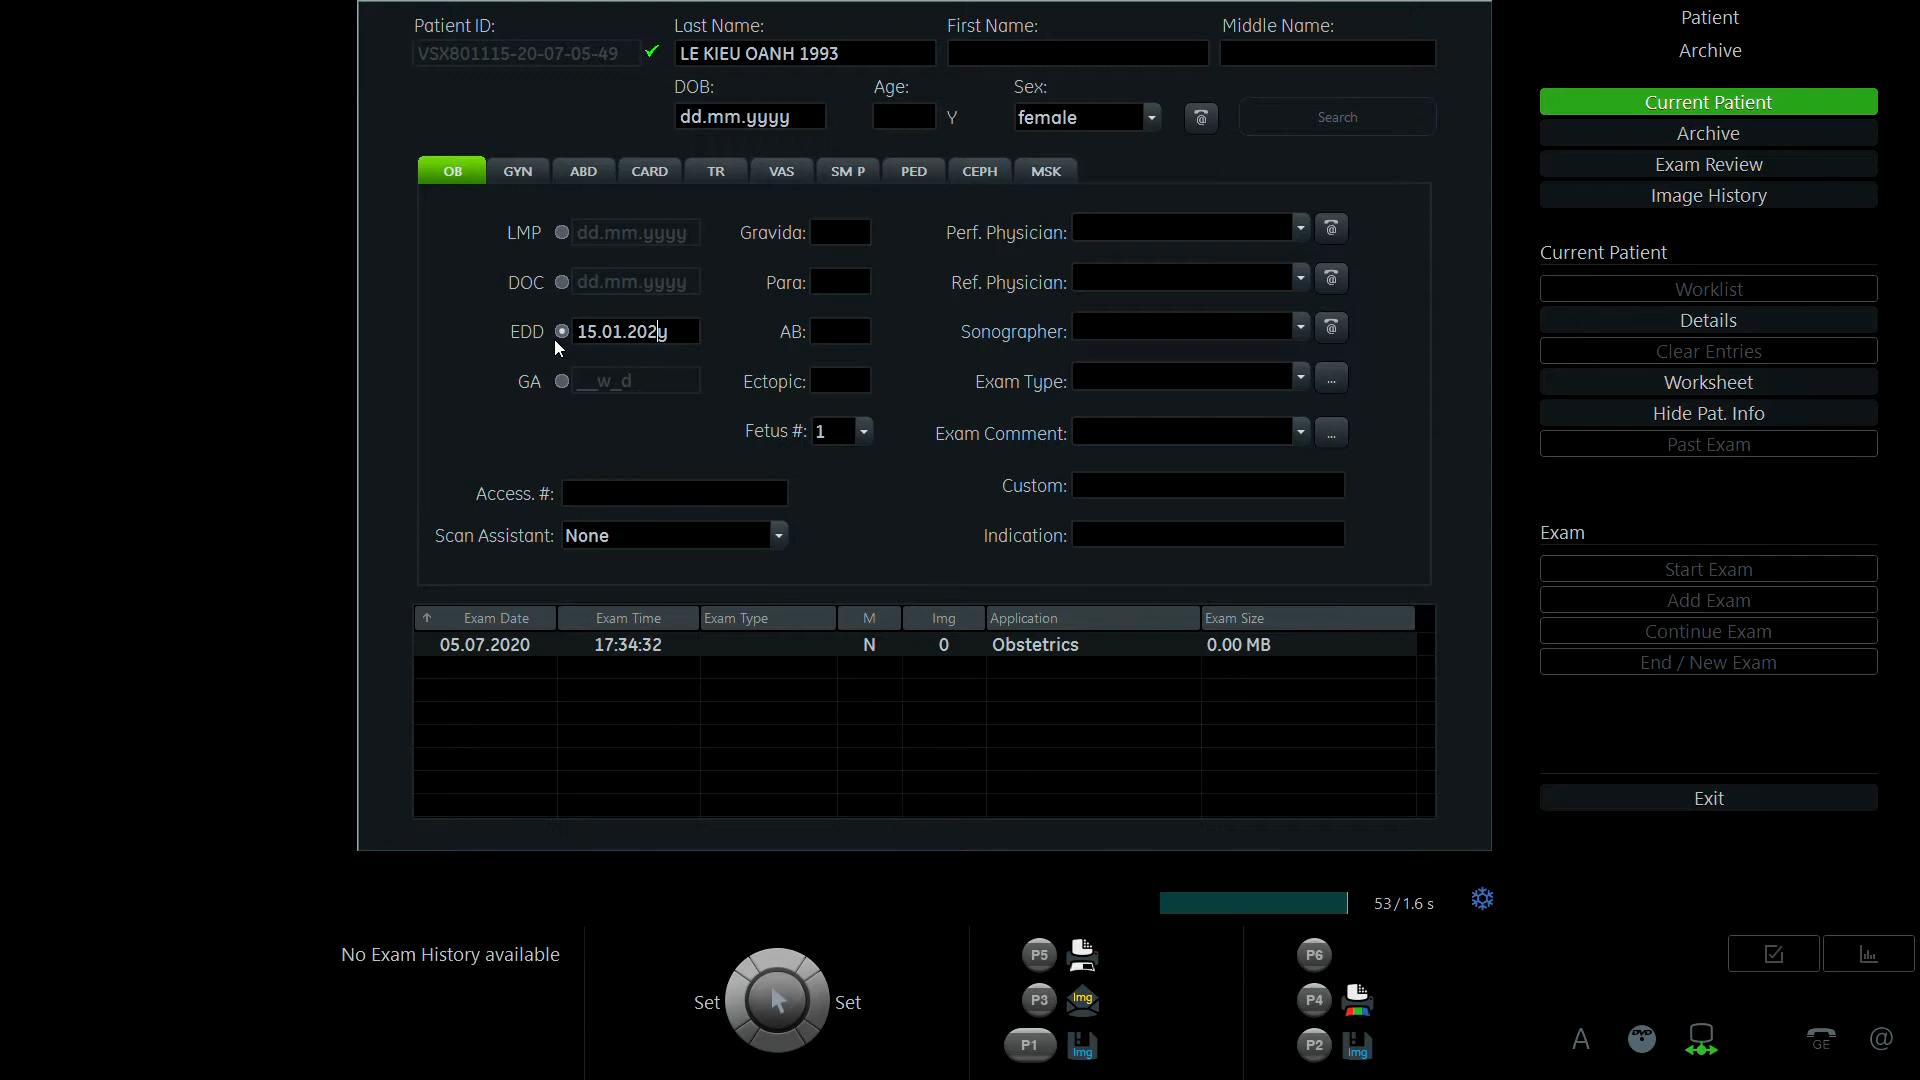 Patient ID: Last Name: First Name: Middle Name:
VSX801115-20-07-05-49 LE KIEU OANH 1993
DOB: Age: Sex:
dd.mm.yyyy Y female @ Search
OB GYN ABD CARD TR VAS SM P PED CEPH MSK
LMP dd.mm.yyyy Gravida: Perf. Physician: @
DOC dd.mm.yyyy Para: Ref. Physician: @
EDD 15.01.202y AB: Sonographer: @
GA __w_d Ectopic: Exam Type: ...
Fetus #: 1 Exam Comment: ...
Access. #: Custom:
Scan Assistant: None Indication:
Exam Date Exam Time Exam Type M Img Application Exam Size
05.07.2020 17:34:32 N 0 Obstetrics 0.00 MB
Patient
Archive
Current Patient
Archive
Exam Review
Image History
Current Patient
Worklist
Details
Clear Entries
Worksheet
Hide Pat. Info
Past Exam
Exam
Start Exam
Add Exam
Continue Exam
End / New Exam
Exit
53/1.6 s
No Exam History available
Set Set
P5 P6
P3 Img P4
P1 Img P2 Img
A DVD GE @